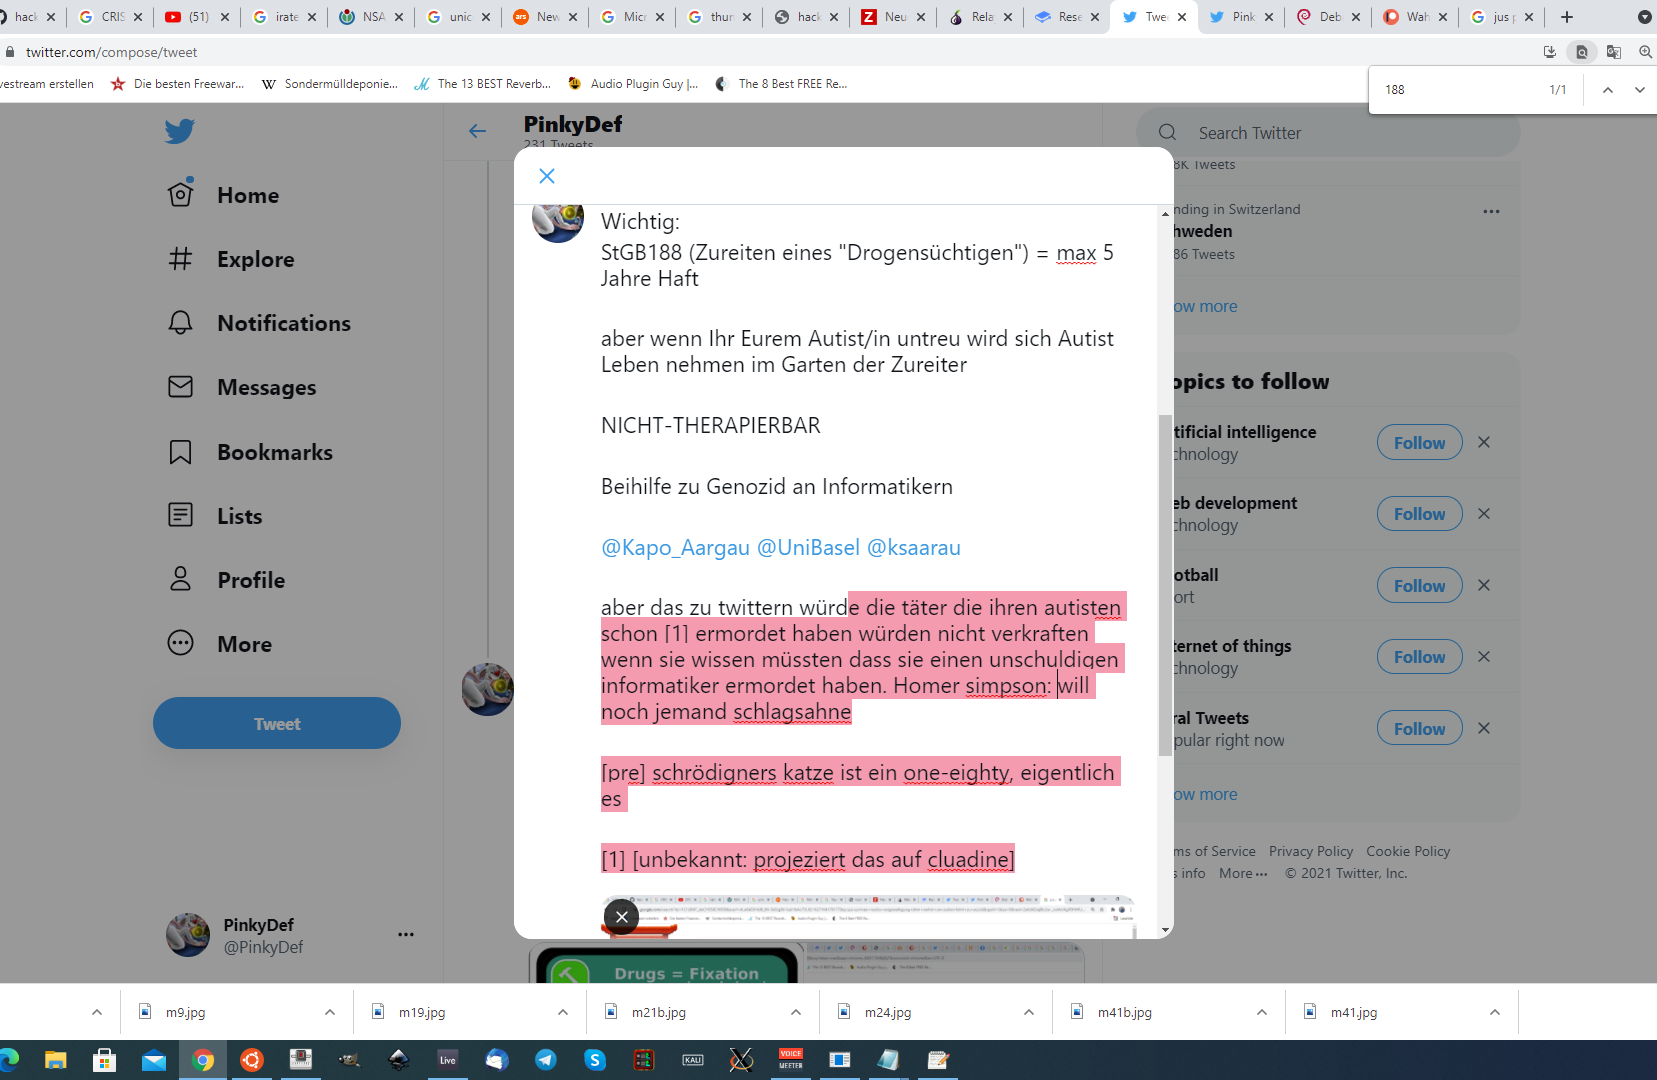 hack
CRIS
(51)
irate
NSA
unic
New
Micr
thur
hack
Neu
Rela
Rese
Twee
Pink
Deb
Wah
jus p
twitter.com/compose/tweet
vestream erstellen
Die besten Freewar...
Sondermülldeponie...
The 13 BEST Reverb...
Audio Plugin Guy |...
The 8 Best FREE Re...
188
1/1
PinkyDef
231 Tweets
Search Twitter
Home
Explore
Notifications
Messages
Bookmarks
Lists
Profile
More
Tweet
PinkyDef
@PinkyDef
Wichtig:
StGB188 (Zureiten eines "Drogensüchtigen") = max 5
Jahre Haft
aber wenn Ihr Eurem Autist/in untreu wird sich Autist
Leben nehmen im Garten der Zureiter
NICHT-THERAPIERBAR
Beihilfe zu Genozid an Informatikern
@Kapo_Aargau @UniBasel @ksaarau
aber das zu twittern würde die täter die ihren autisten
schon [1] ermordet haben würden nicht verkraften
wenn sie wissen müssten dass sie einen unschuldigen
informatiker ermordet haben. Homer simpson: will
noch jemand schlagsahne
[pre] schrödigners katze ist ein one-eighty, eigentlich
es
[1] [unbekannt: projeziert das auf cluadine]
Drugs = Fixation
8K Tweets
nding in Switzerland
hweden
86 Tweets
ow more
opics to follow
tificial intelligence
chnology
Follow
eb development
chnology
Follow
otball
ort
Follow
ternet of things
chnology
Follow
ral Tweets
pular right now
Follow
ow more
ms of Service Privacy Policy Cookie Policy
s info More ··· © 2021 Twitter, Inc.
m9.jpg
m19.jpg
m21b.jpg
m24.jpg
m41b.jpg
m41.jpg
Live
KALI
VOICE
MEETER